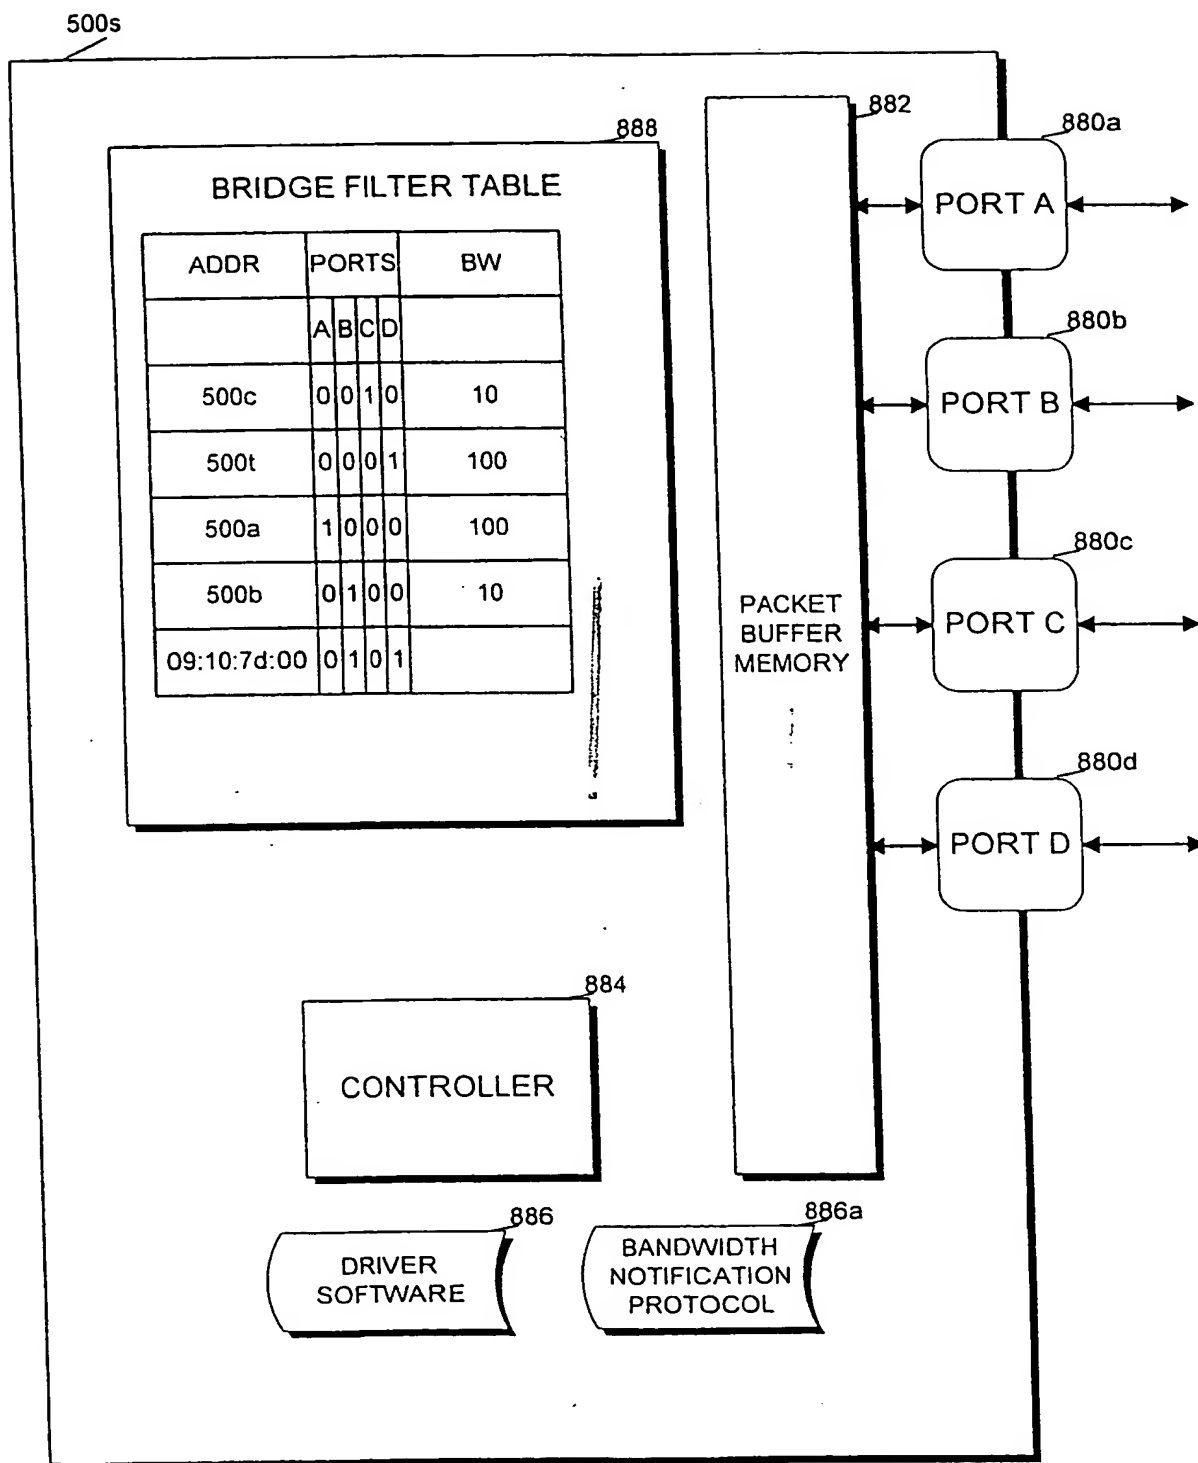 500s
888
BRIDGE FILTER TABLE
ADDR PORTS BW
A B C D
500c 0 0 1 0 10
500t 0 0 0 1 100
500a 1 0 0 0 100
500b 0 1 0 0 10
09:10:7d:00 0 1 0 1
882
PACKET
BUFFER
MEMORY
880a
PORT A
880b
PORT B
880c
PORT C
880d
PORT D
884
CONTROLLER
886
DRIVER
SOFTWARE
886a
BANDWIDTH
NOTIFICATION
PROTOCOL